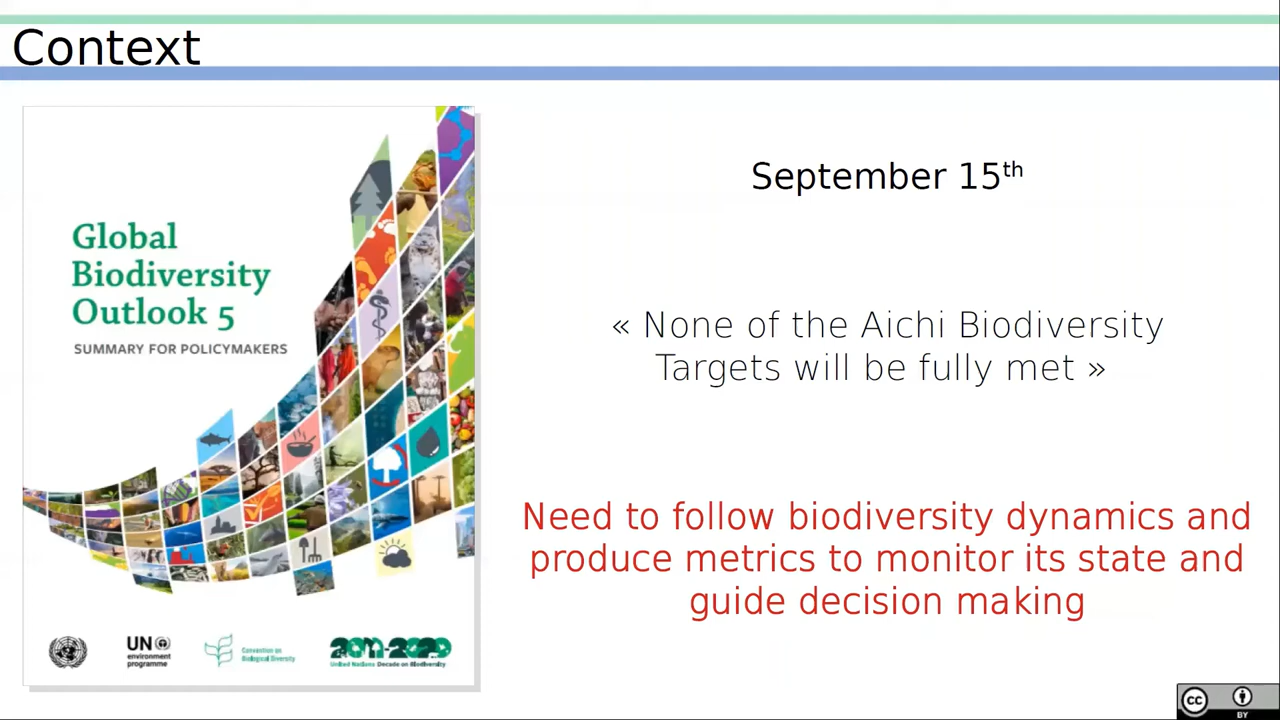 Context
Global
Biodiversity
Outlook 5
SUMMARY FOR POLICYMAKERS
UN
environment
programme
Convention on
Biological Diversity
2011-2020
United Nations Decade on Biodiversity
September 15th
« None of the Aichi Biodiversity
Targets will be fully met »
Need to follow biodiversity dynamics and
produce metrics to monitor its state and
guide decision making
cc
BY